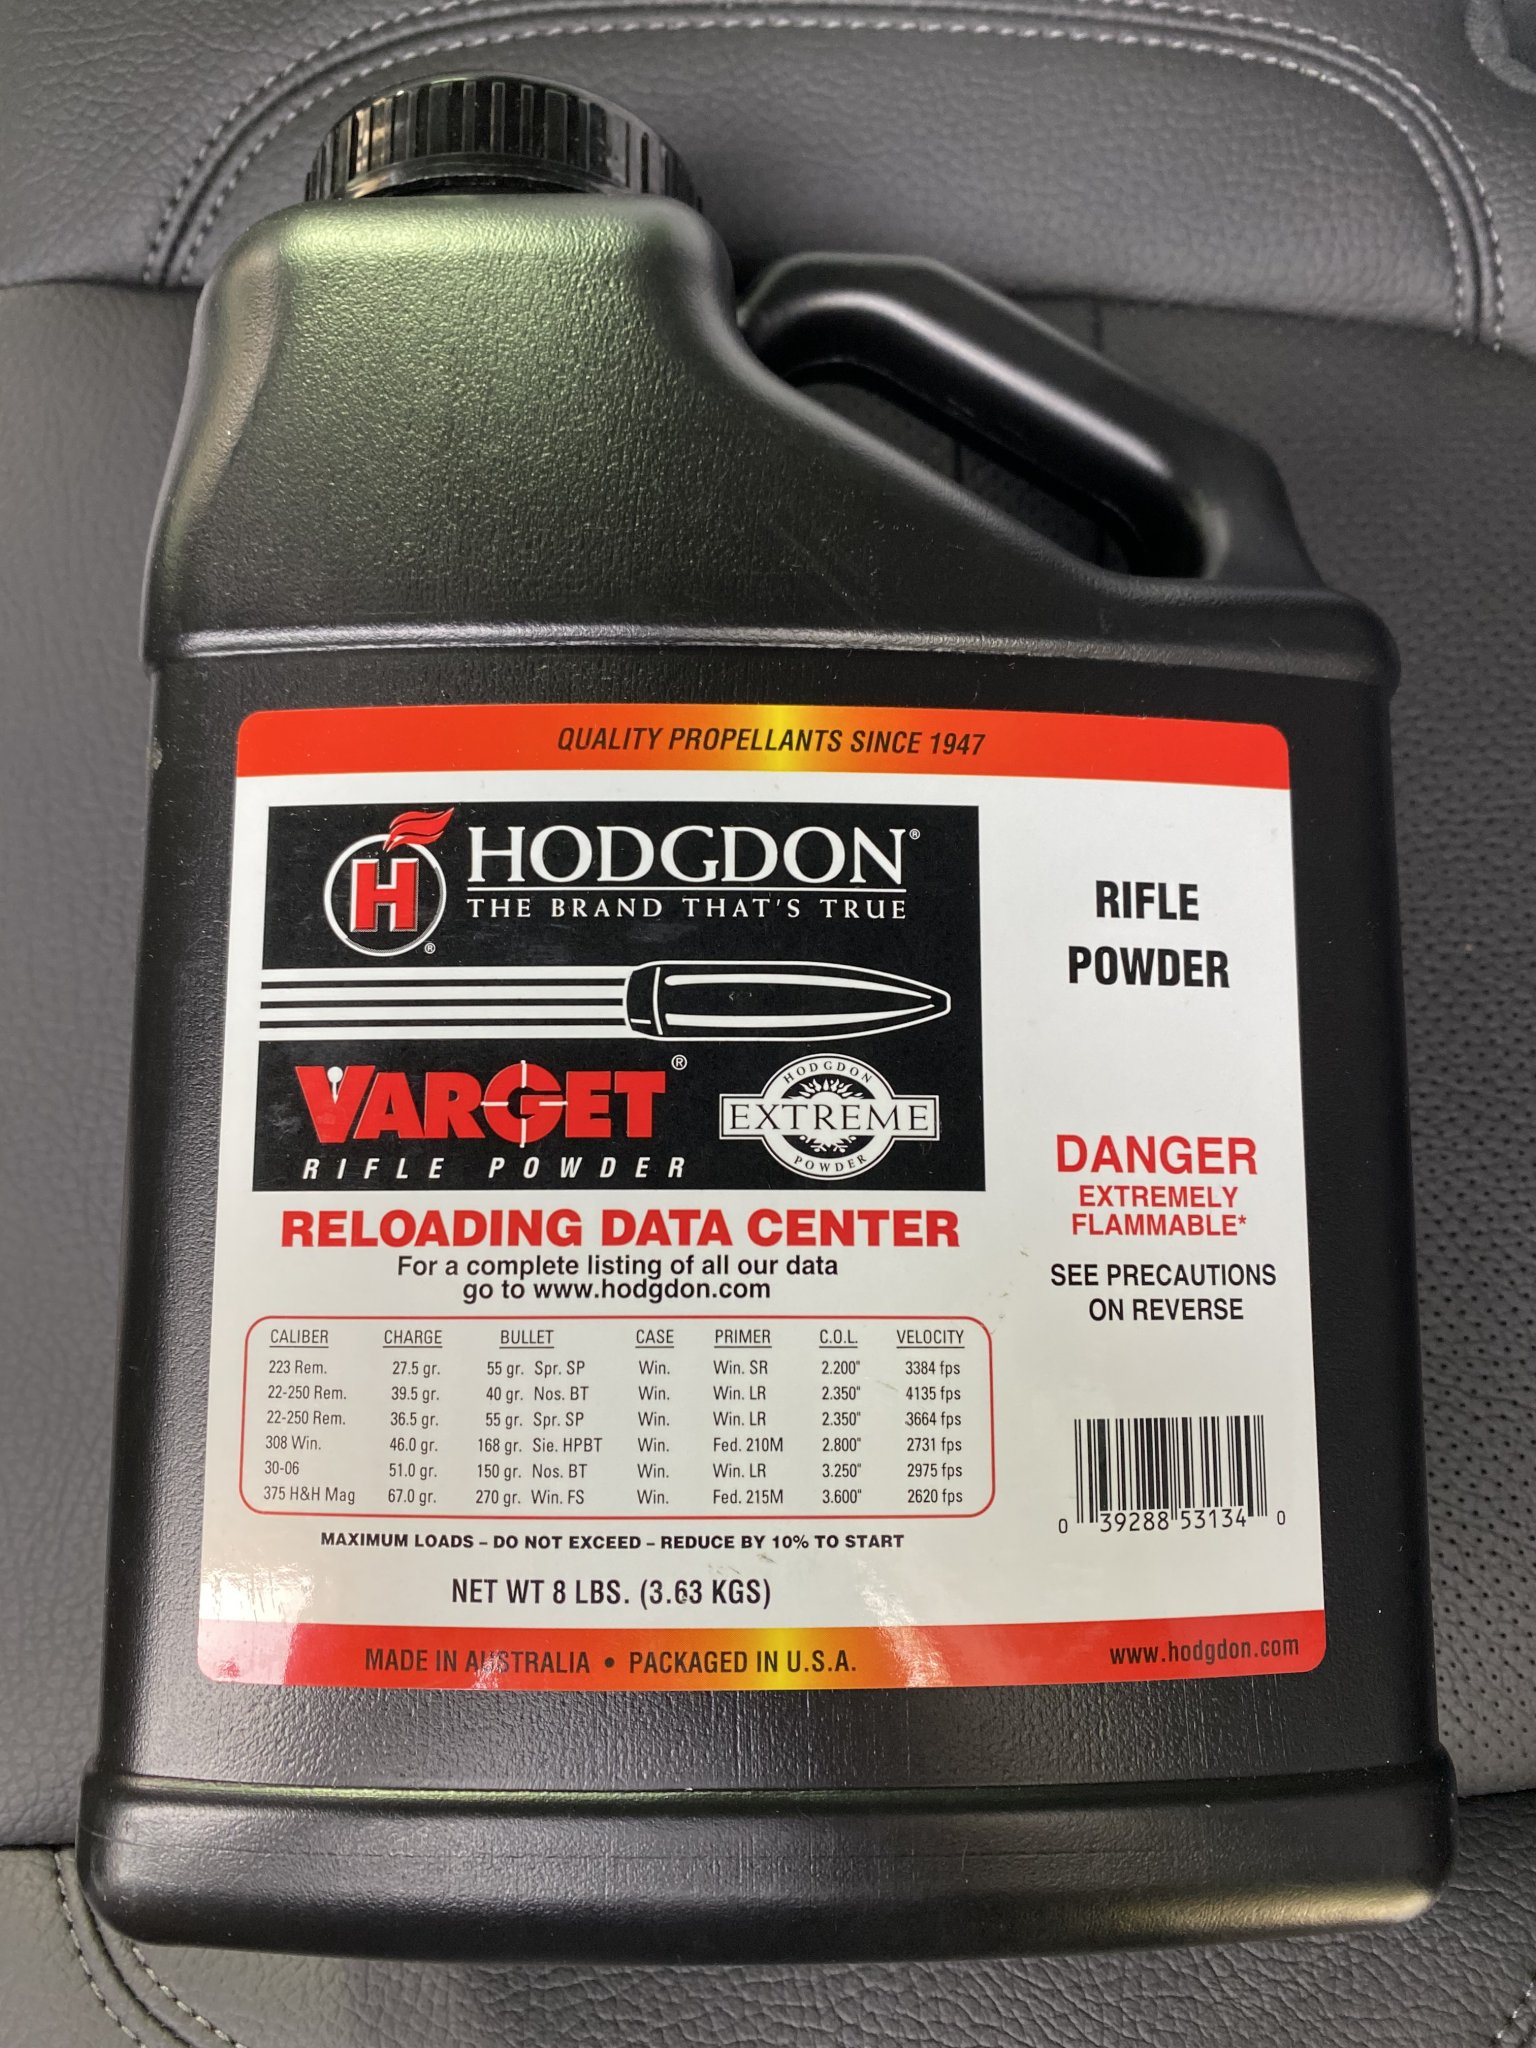 QUALITY PROPELLANTS SINCE 1947
H®
HODGDON®
THE BRAND THAT'S TRUE
VARGET®
RIFLE POWDER
HODGDON
EXTREME
POWDER
RIFLE
POWDER
DANGER
EXTREMELY
FLAMMABLE*
SEE PRECAUTIONS
ON REVERSE
RELOADING DATA CENTER
For a complete listing of all our data
go to www.hodgdon.com
CALIBER CHARGE BULLET CASE PRIMER C.O.L. VELOCITY
223 Rem. 27.5 gr. 55 gr. Spr. SP Win. Win. SR 2.200" 3384 fps
22-250 Rem. 39.5 gr. 40 gr. Nos. BT Win. Win. LR 2.350" 4135 fps
22-250 Rem. 36.5 gr. 55 gr. Spr. SP Win. Win. LR 2.350" 3664 fps
308 Win. 46.0 gr. 168 gr. Sie. HPBT Win. Fed. 210M 2.800" 2731 fps
30-06 51.0 gr. 150 gr. Nos. BT Win. Win. LR 3.250" 2975 fps
375 H&H Mag 67.0 gr. 270 gr. Win. FS Win. Fed. 215M 3.600" 2620 fps
MAXIMUM LOADS – DO NOT EXCEED – REDUCE BY 10% TO START
NET WT 8 LBS. (3.63 KGS)
0 39288 53134 0
MADE IN AUSTRALIA • PACKAGED IN U.S.A.
www.hodgdon.com